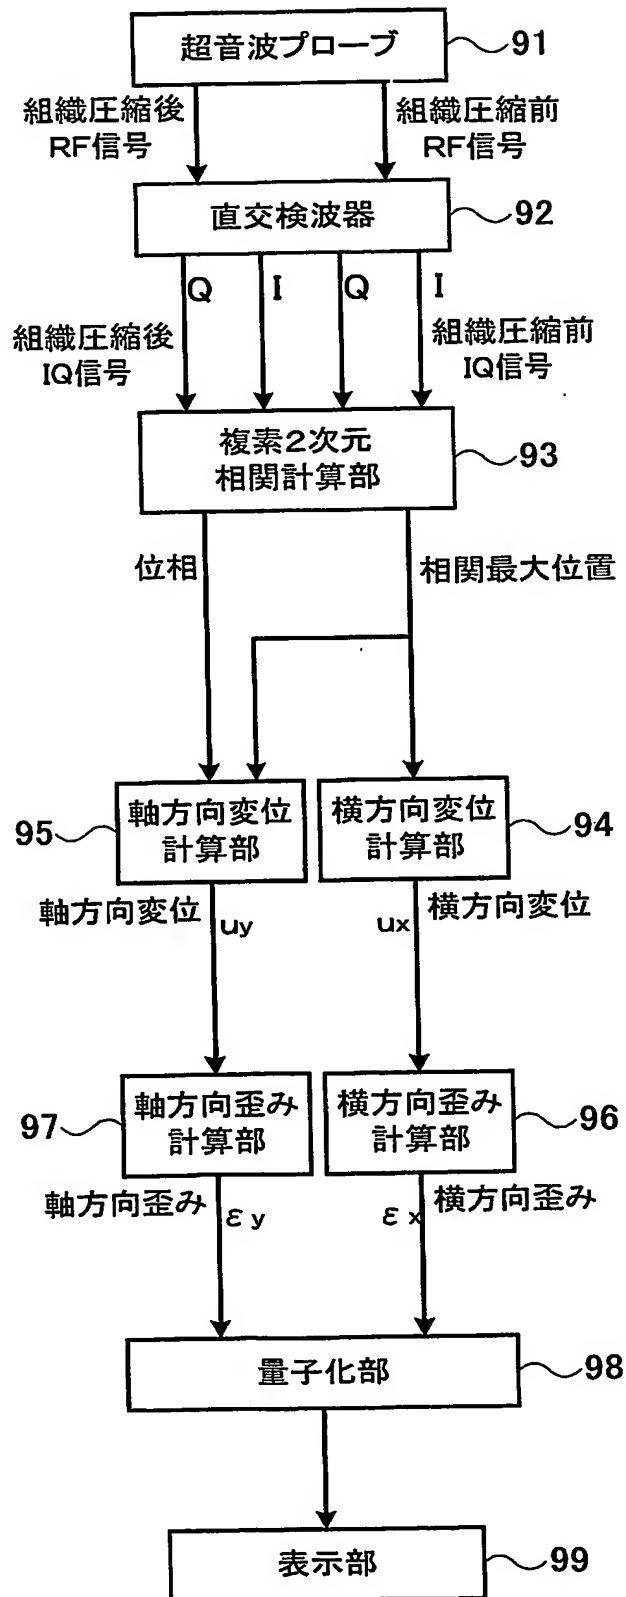 超音波プローブ
91
組織圧縮後
RF信号
組織圧縮前
RF信号
直交検波器
92
Q
I
Q
I
組織圧縮後
IQ信号
組織圧縮前
IQ信号
複素2次元
相関計算部
93
位相
相関最大位置
95
軸方向変位
計算部
横方向変位
計算部
94
軸方向変位
uy
ux
横方向変位
97
軸方向歪み
計算部
横方向歪み
計算部
96
軸方向歪み
εy
εx
横方向歪み
量子化部
98
表示部
99